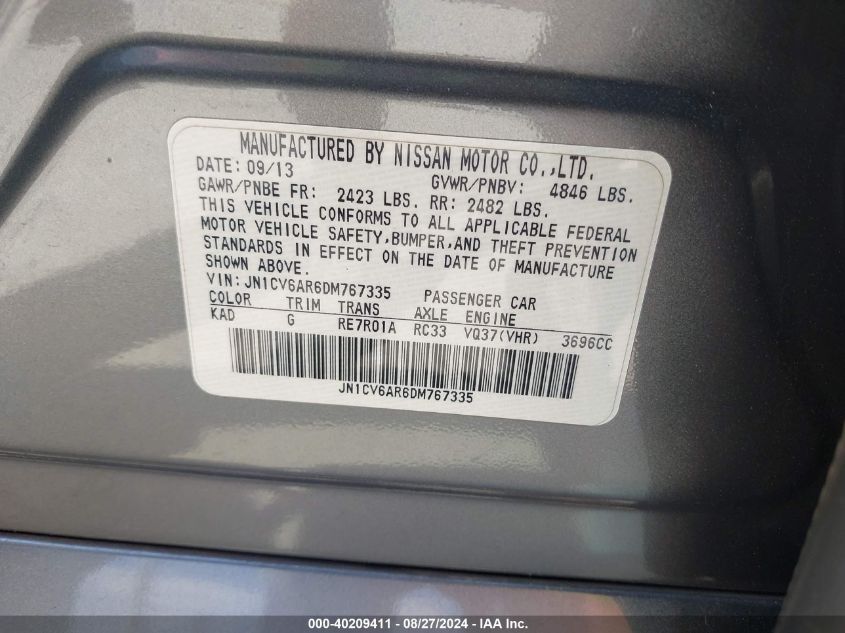 MANUFACTURED BY NISSAN MOTOR CO.,LTD.
DATE: 09/13 GVWR/PNBV: 4846 LBS.
GAWR/PNBE FR: 2423 LBS. RR: 2482 LBS.
THIS VEHICLE CONFORMS TO ALL APPLICABLE FEDERAL
MOTOR VEHICLE SAFETY,BUMPER,AND THEFT PREVENTION
STANDARDS IN EFFECT ON THE DATE OF MANUFACTURE
SHOWN ABOVE.
VIN: JN1CV6AR6DM767335 PASSENGER CAR
COLOR TRIM TRANS AXLE ENGINE
KAD G RE7R01A RC33 VQ37(VHR) 3696CC
JN1CV6AR6DM767335
000-40209411 - 08/27/2024 - IAAI.com